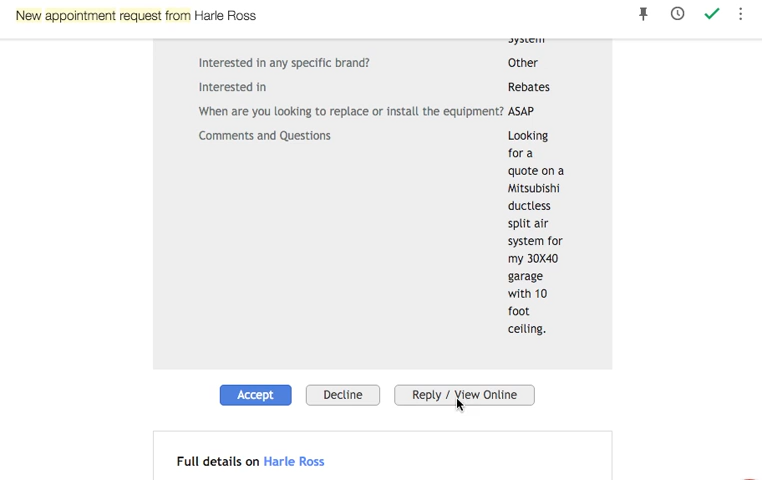 New appointment request from Harle Ross
System
Interested in any specific brand? Other
Interested in Rebates
When are you looking to replace or install the equipment? ASAP
Comments and Questions Looking
for a
quote on a
Mitsubishi
ductless
split air
system for
my 30X40
garage
with 10
foot
ceiling.
Accept Decline Reply / View Online
Full details on Harle Ross